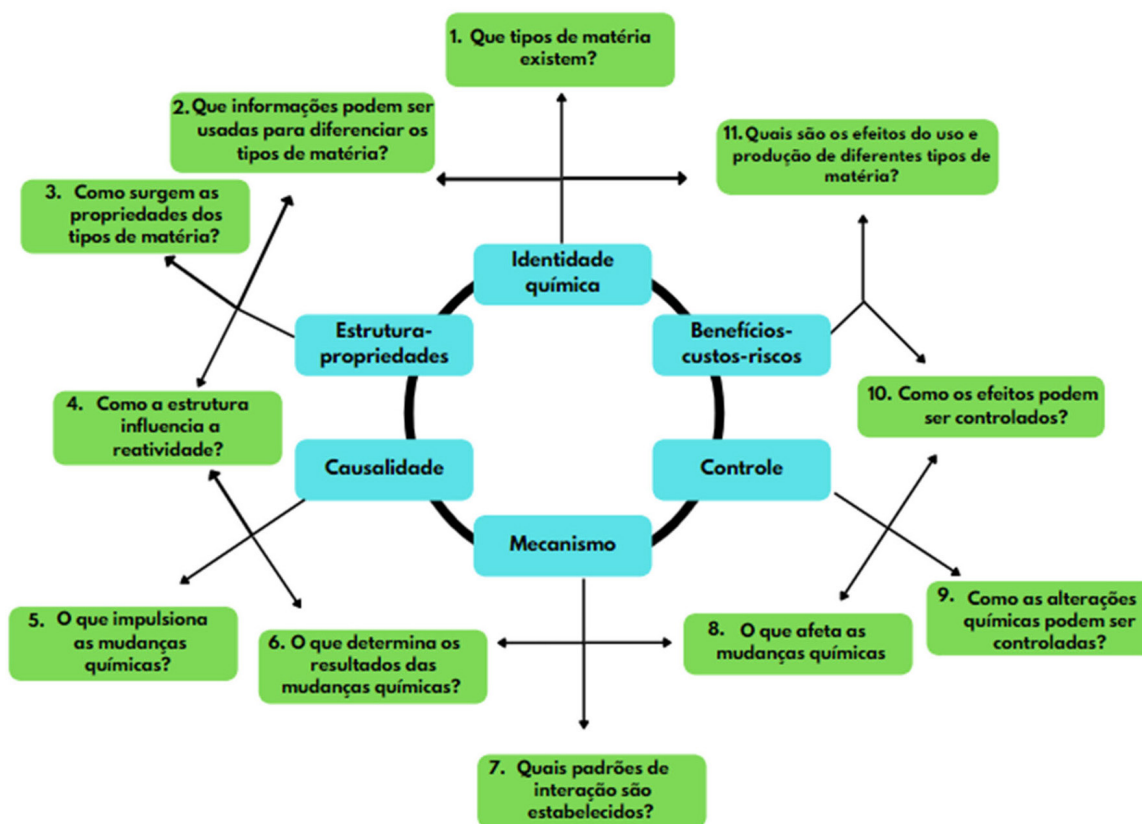 1. Que tipos de matéria
existem?
2. Que informações podem ser
usadas para diferenciar os
tipos de matéria?
11. Quais são os efeitos do uso e
produção de diferentes tipos de
matéria?
3. Como surgem as
propriedades dos
tipos de matéria?
Identidade
química
Estrutura-
propriedades
Benefícios-
custos-riscos
4. Como a estrutura
influencia a
reatividade?
10. Como os efeitos podem
ser controlados?
Causalidade
Controle
Mecanismo
5. O que impulsiona
as mudanças
químicas?
6. O que determina os
resultados das
mudanças químicas?
8. O que afeta as
mudanças químicas
9. Como as alterações
químicas podem ser
controladas?
7. Quais padrões de
interação são
estabelecidos?